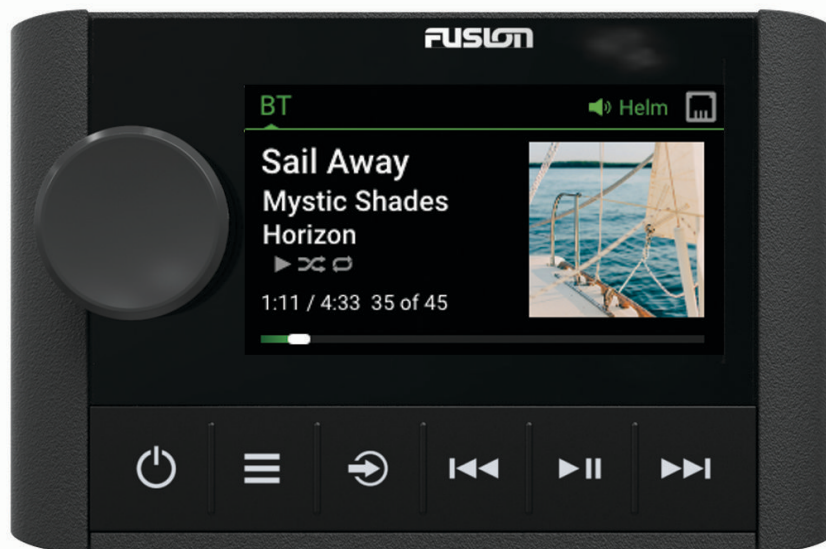 FUSION
BT
Helm
Sail Away
Mystic Shades
Horizon
1:11 / 4:33 35 of 45